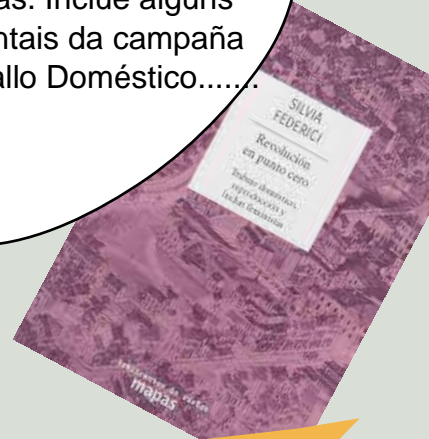 as. Inclúe algúns
ntais da campaña
allo Doméstico.......
SILVIA
FEDERICI
Revolución
en punto cero
Trabajo doméstico,
reproducción y
luchas feministas
mapas